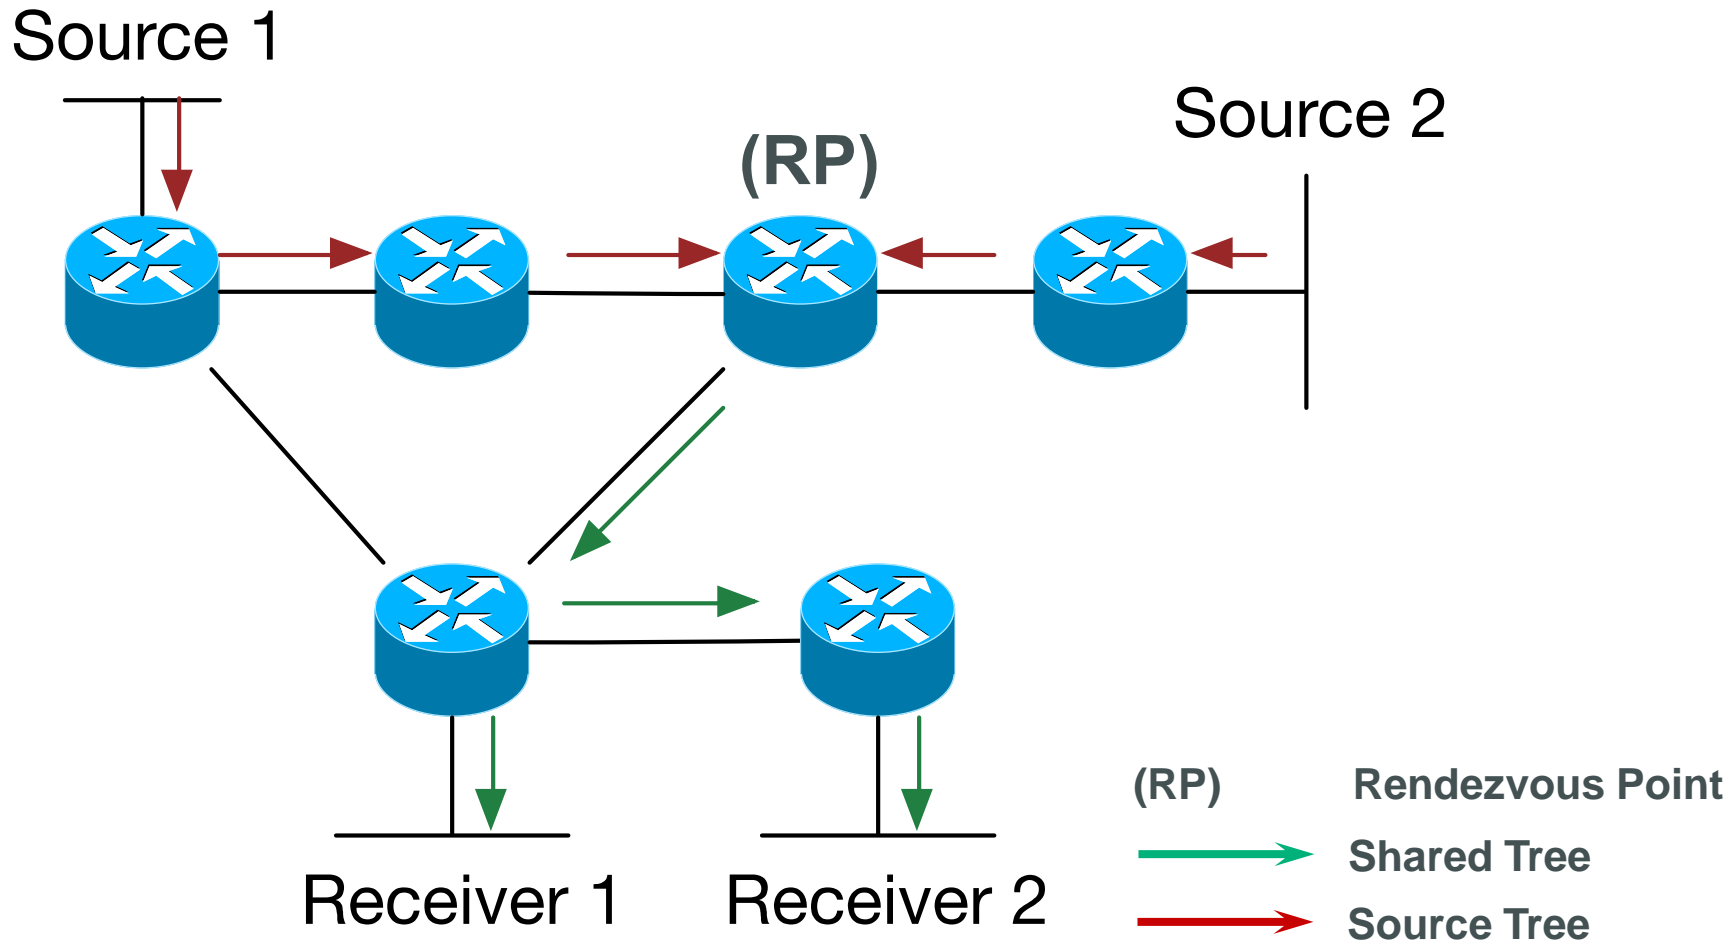 Source 1
Source 2
(RP)
Receiver 1
Receiver 2
(RP) Rendezvous Point
Shared Tree
Source Tree